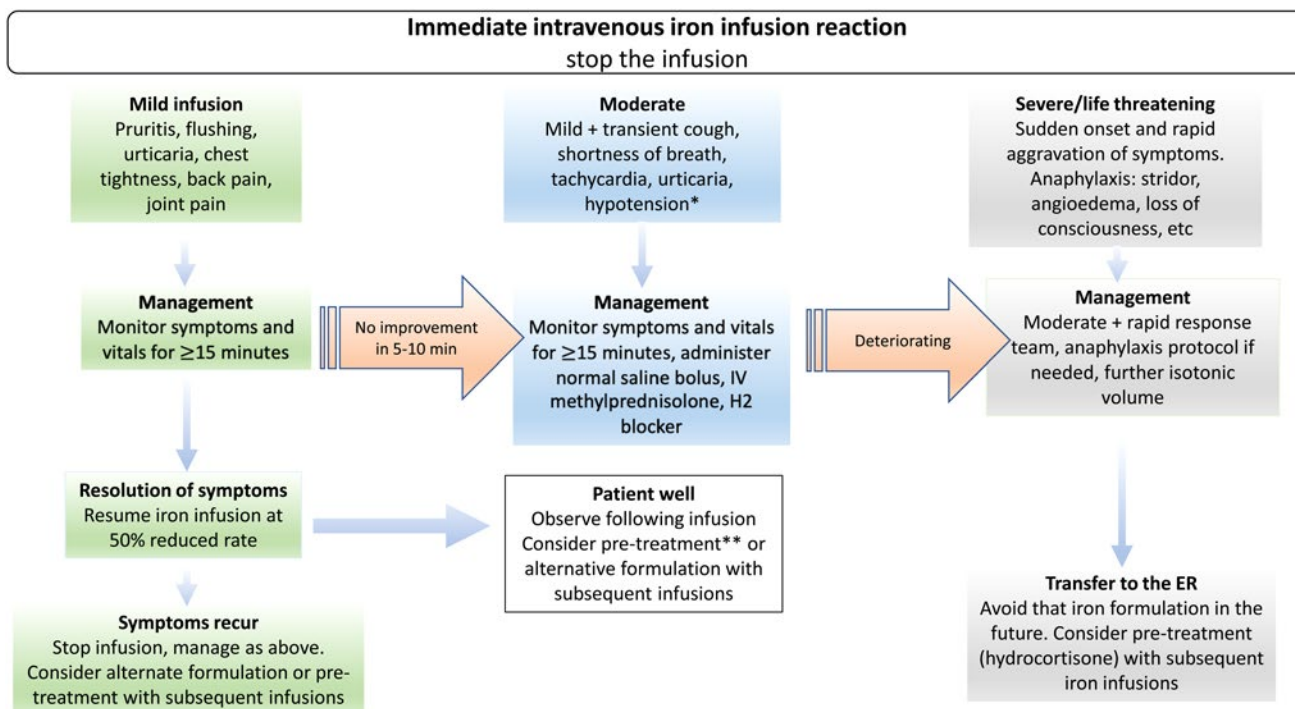 Immediate intravenous iron infusion reaction
stop the infusion
Mild infusion
Pruritis, flushing,
urticaria, chest
tightness, back pain,
joint pain
Moderate
Mild + transient cough,
shortness of breath,
tachycardia, urticaria,
hypotension*
Severe/life threatening
Sudden onset and rapid
aggravation of symptoms.
Anaphylaxis: stridor,
angioedema, loss of
consciousness, etc
Management
Monitor symptoms and
vitals for ≥15 minutes
No improvement
in 5-10 min
Management
Monitor symptoms and vitals
for ≥15 minutes, administer
normal saline bolus, IV
methylprednisolone, H2
blocker
Deteriorating
Management
Moderate + rapid response
team, anaphylaxis protocol if
needed, further isotonic
volume
Resolution of symptoms
Resume iron infusion at
50% reduced rate
Patient well
Observe following infusion
Consider pre-treatment** or
alternative formulation with
subsequent infusions
Symptoms recur
Stop infusion, manage as above.
Consider alternate formulation or pre-
treatment with subsequent infusions
Transfer to the ER
Avoid that iron formulation in the
future. Consider pre-treatment
(hydrocortisone) with subsequent
iron infusions